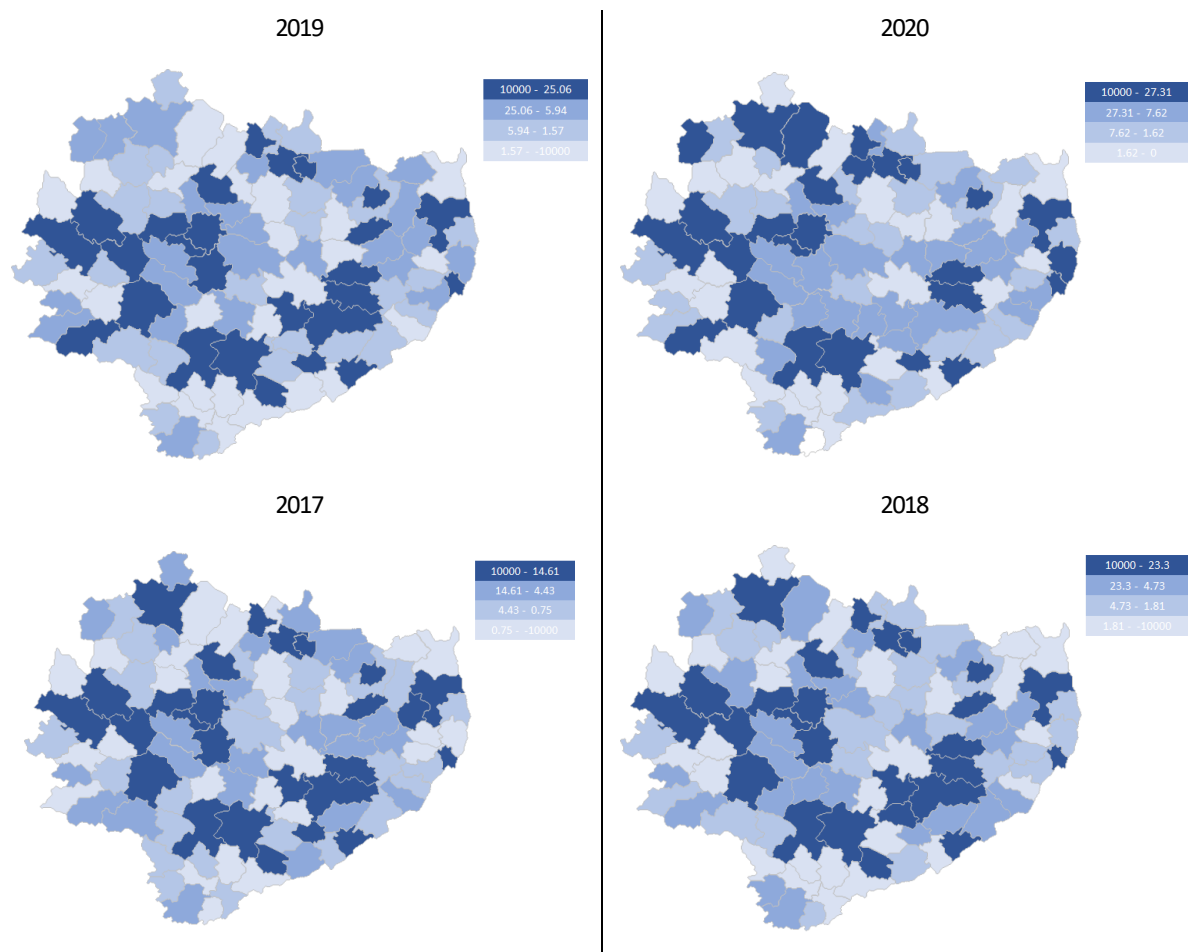 2019
10000 - 25.06
25.06 - 5.94
5.94 - 1.57
1.57 - -10000
2020
10000 - 27.31
27.31 - 7.62
7.62 - 1.62
1.62 - 0
2017
10000 - 14.61
14.61 - 4.43
4.43 - 0.75
0.75 - -10000
2018
10000 - 23.3
23.3 - 4.73
4.73 - 1.81
1.81 - -10000